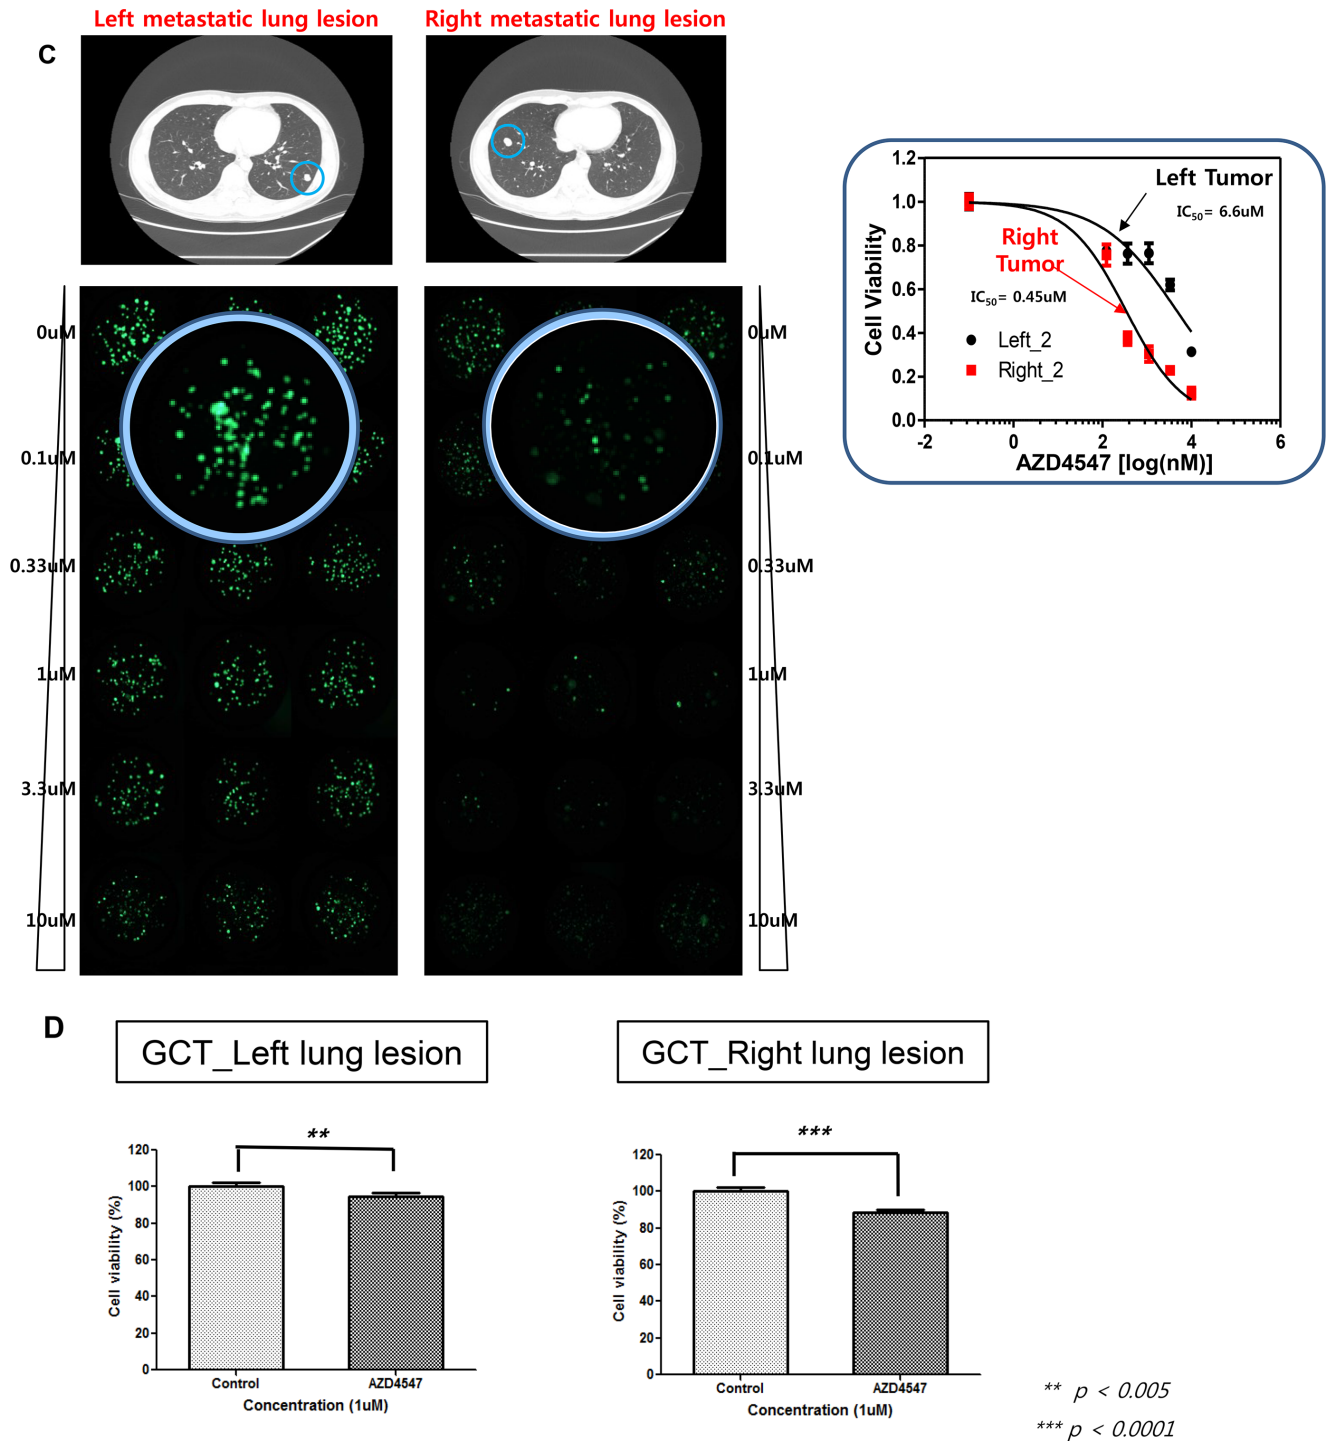 Left metastatic lung lesion
Right metastatic lung lesion
C
0uM
0.1uM
0.33uM
1uM
3.3uM
10uM
0uM
0.1uM
0.33uM
1uM
3.3uM
10uM
1.2
1.0
0.8
0.6
0.4
0.2
0.0
Cell Viability
Left Tumor
IC50= 6.6uM
Right
Tumor
IC50= 0.45uM
Left_2
Right_2
-2 0 2 4 6
AZD4547 [log(nM)]
D
GCT_Left lung lesion
**
120
100
80
60
40
20
0
Cell viability (%)
Control AZD4547
Concentration (1uM)
GCT_Right lung lesion
***
120
100
80
60
40
20
0
Cell viability (%)
Control AZD4547
Concentration (1uM)
** p < 0.005
*** p < 0.0001